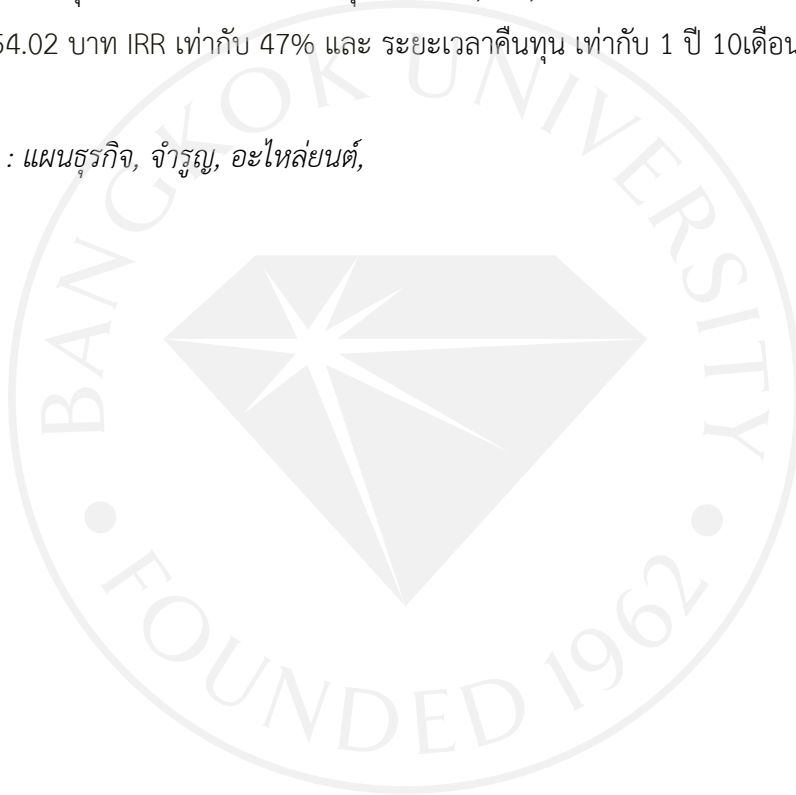 54.02 บาท IRR เท่ากับ 47% และ ระยะเวลาคืนทุน เท่ากับ 1 ปี 10เดือน
: แผนธุรกิจ, จำรูญ, อะไหล่ยนต์,
BANGKOK UNIVERSITY
FOUNDED 1962